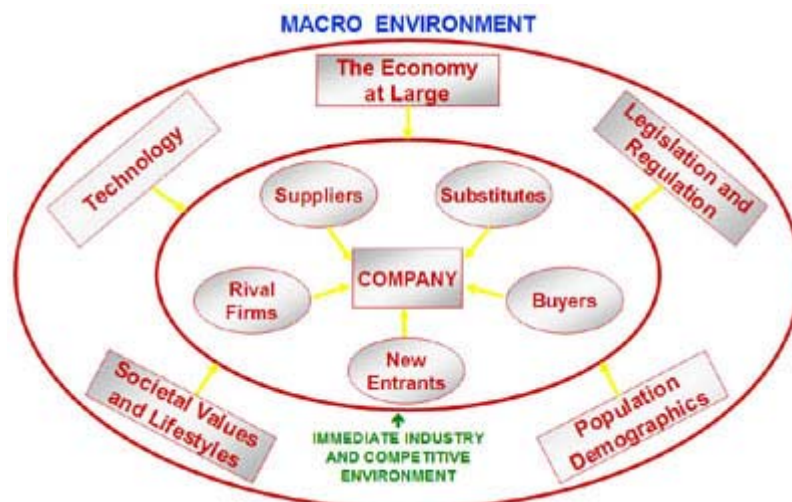 MACRO ENVIRONMENT
The Economy
at Large
Technology
Legislation and
Regulation
Suppliers
Substitutes
COMPANY
Rival
Firms
Buyers
New
Entrants
Societal Values
and Lifestyles
Population
Demographics
IMMEDIATE INDUSTRY
AND COMPETITIVE
ENVIRONMENT